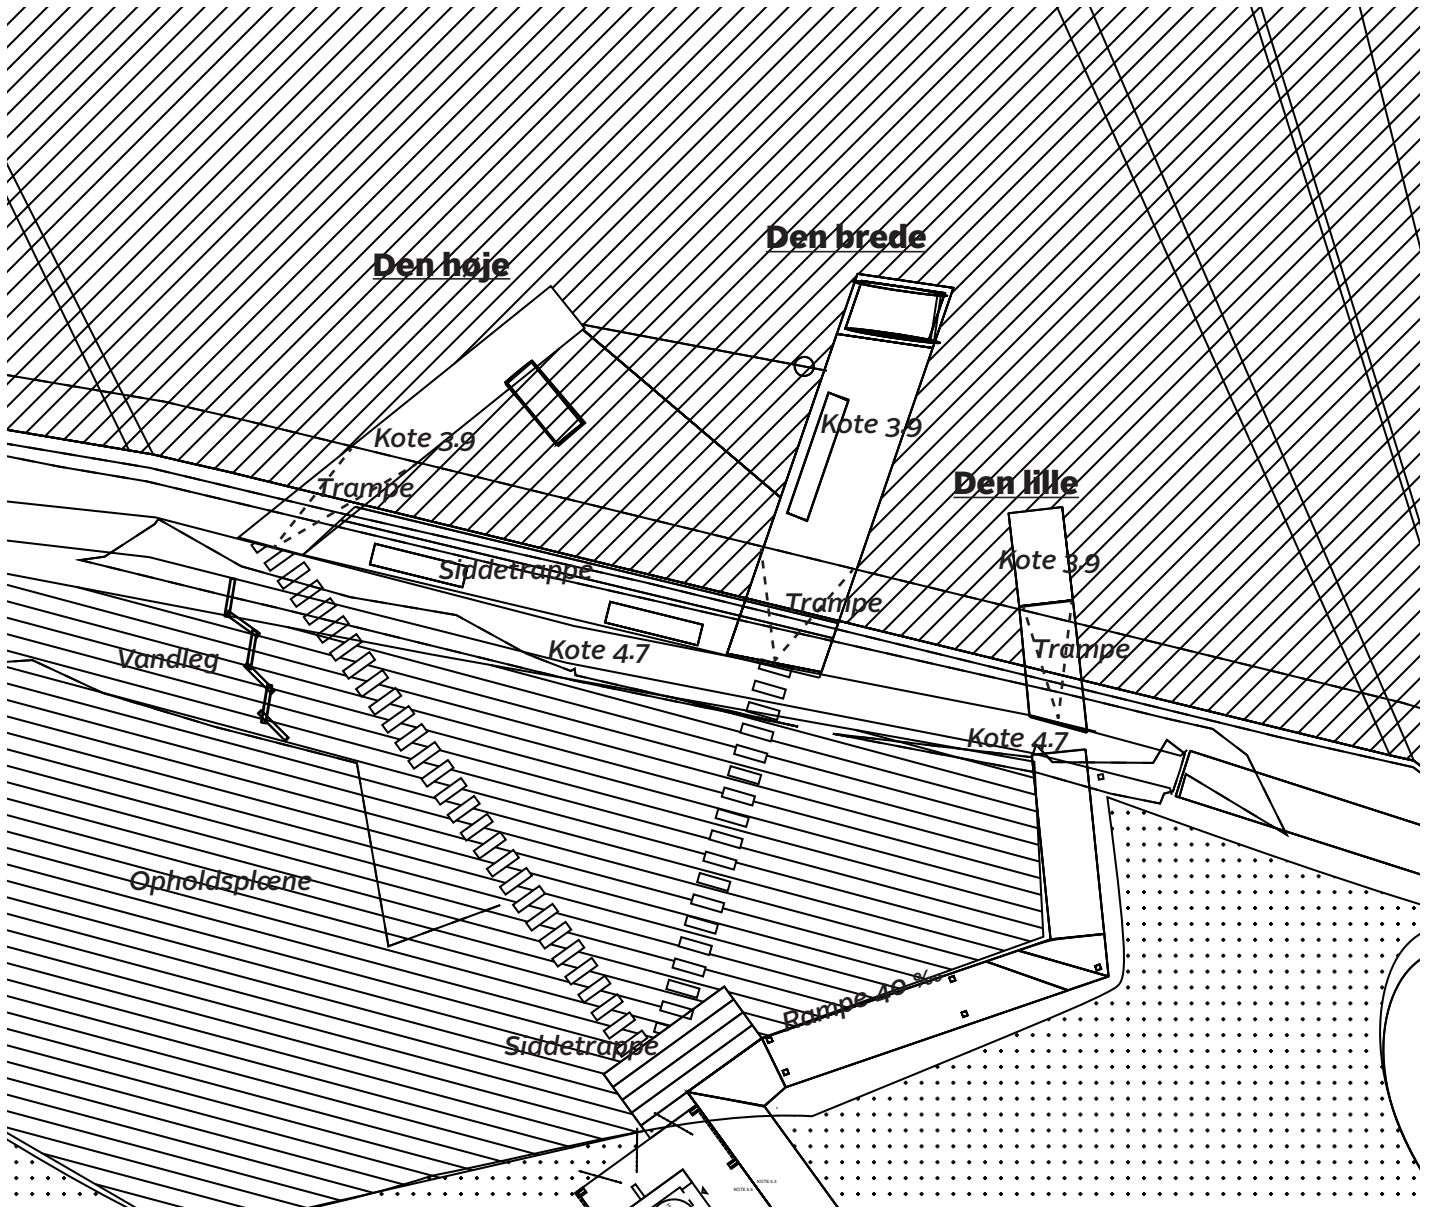 Den brede
Den høje
Kote 3.9
Kote 3.9
Trampe
Den lille
Kote 3.9
Siddetrappe
Trampe
Kote 4.7
Trampe
Vandleg
Kote 4.7
Opholdsplæne
Rampe 40 ‰
Siddetrappe